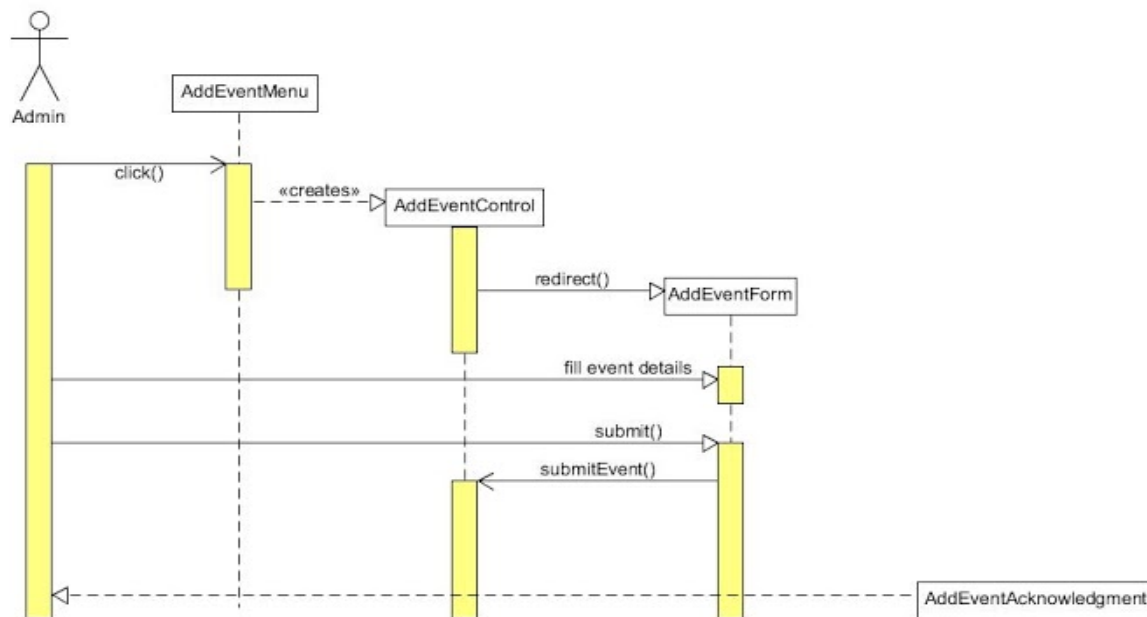 Admin
AddEventMenu
click()
«creates»
AddEventControl
redirect()
AddEventForm
fill event details
submit()
submitEvent()
AddEventAcknowledgment